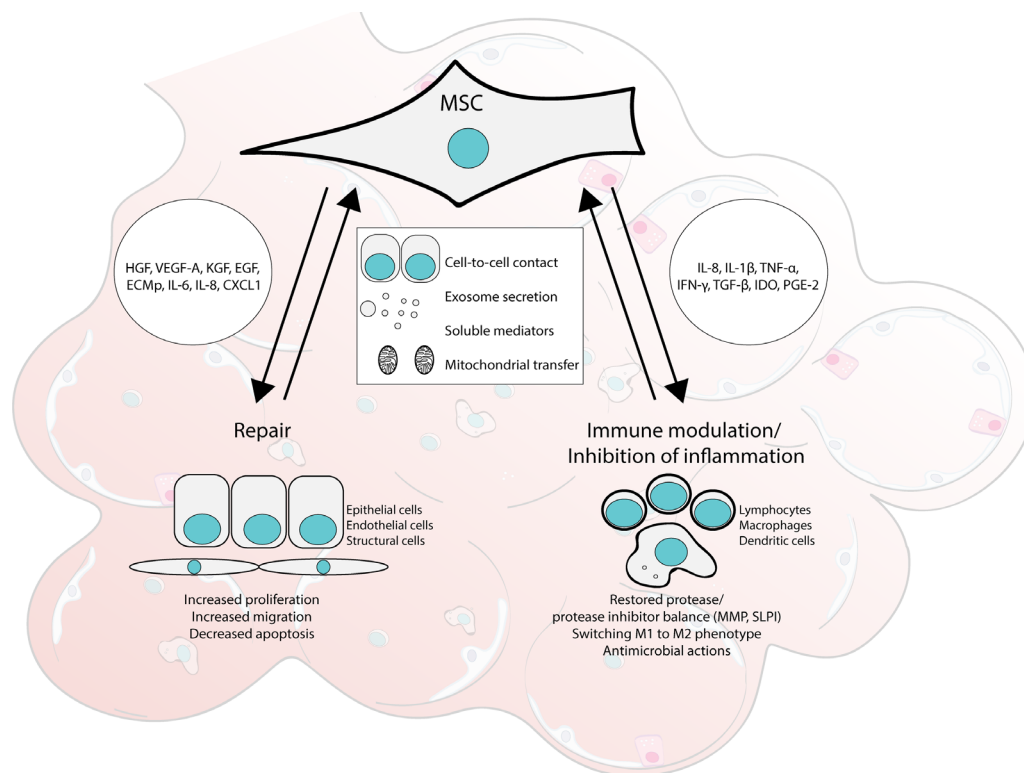 MSC
HGF, VEGF-A, KGF, EGF,
ECMp, IL-6, IL-8, CXCL1
Cell-to-cell contact
Exosome secretion
Soluble mediators
Mitochondrial transfer
IL-8, IL-1β, TNF-α,
IFN-γ, TGF-β, IDO, PGE-2
Repair
Epithelial cells
Endothelial cells
Structural cells
Increased proliferation
Increased migration
Decreased apoptosis
Immune modulation/
Inhibition of inflammation
Lymphocytes
Macrophages
Dendritic cells
Restored protease/
protease inhibitor balance (MMP, SLPI)
Switching M1 to M2 phenotype
Antimicrobial actions